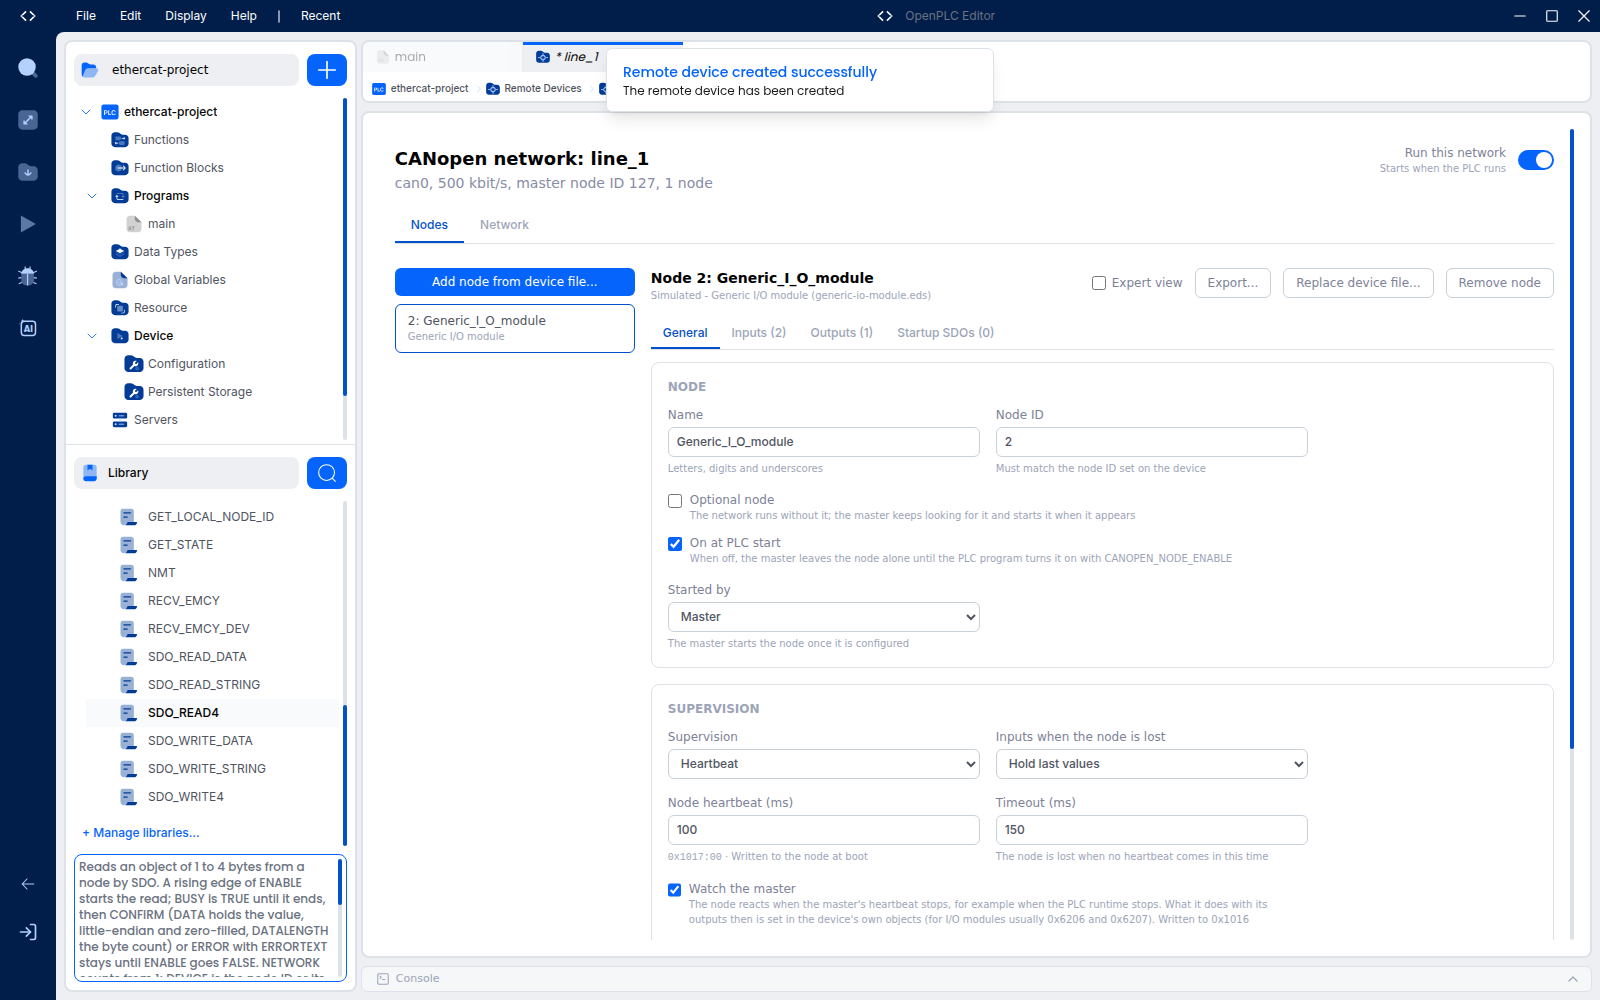 File Edit Display Help | Recent
OpenPLC Editor
ethercat-project
PLC ethercat-project
Functions
Function Blocks
Programs
main
Data Types
Global Variables
Resource
Device
Configuration
Persistent Storage
Servers
Library
GET_LOCAL_NODE_ID
GET_STATE
NMT
RECV_EMCY
RECV_EMCY_DEV
SDO_READ_DATA
SDO_READ_STRING
SDO_READ4
SDO_WRITE_DATA
SDO_WRITE_STRING
SDO_WRITE4
+ Manage libraries...
Reads an object of 1 to 4 bytes from a
node by SDO. A rising edge of ENABLE
starts the read; BUSY is TRUE until it ends,
then CONFIRM (DATA holds the value,
little-endian and zero-filled, DATALENGTH
the byte count) or ERROR with ERRORTEXT
stays until ENABLE goes FALSE. NETWORK
counts from 1; DEVICE is the node ID or its
AI
main
* line_1
PLC ethercat-project
Remote Devices
Remote device created successfully
The remote device has been created
CANopen network: line_1
can0, 500 kbit/s, master node ID 127, 1 node
Run this network
Starts when the PLC runs
Nodes Network
Add node from device file...
2: Generic_I_O_module
Generic I/O module
Node 2: Generic_I_O_module
Simulated - Generic I/O module (generic-io-module.eds)
Expert view
Export...
Replace device file...
Remove node
General Inputs (2) Outputs (1) Startup SDOs (0)
NODE
Name
Node ID
Generic_I_O_module
2
Letters, digits and underscores
Must match the node ID set on the device
Optional node
The network runs without it; the master keeps looking for it and starts it when it appears
On at PLC start
When off, the master leaves the node alone until the PLC program turns it on with CANOPEN_NODE_ENABLE
Started by
Master
The master starts the node once it is configured
SUPERVISION
Supervision
Inputs when the node is lost
Heartbeat
Hold last values
Node heartbeat (ms)
Timeout (ms)
100
150
0x1017:00 · Written to the node at boot
The node is lost when no heartbeat comes in this time
Watch the master
The node reacts when the master's heartbeat stops, for example when the PLC runtime stops. What it does with its
outputs then is set in the device's own objects (for I/O modules usually 0x6206 and 0x6207). Written to 0x1016
Console